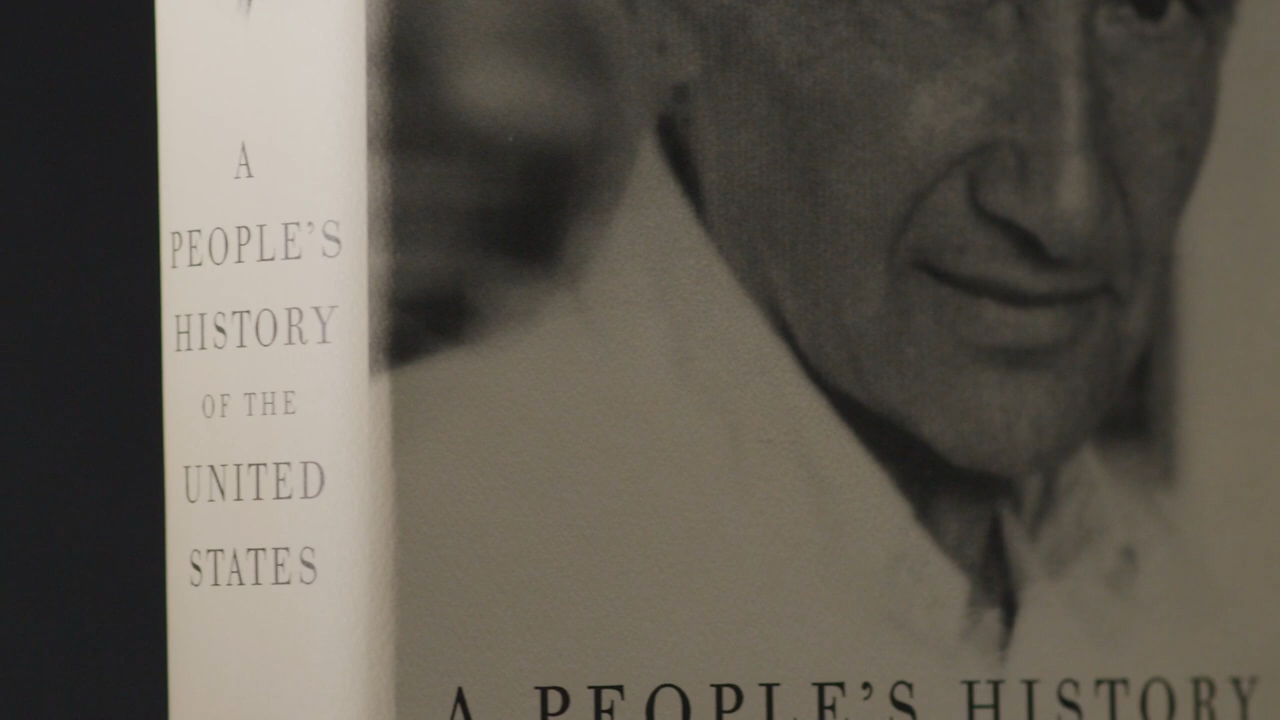 A
PEOPLE'S
HISTORY
OF THE
UNITED
STATES
A PEOPLE'S HISTORY